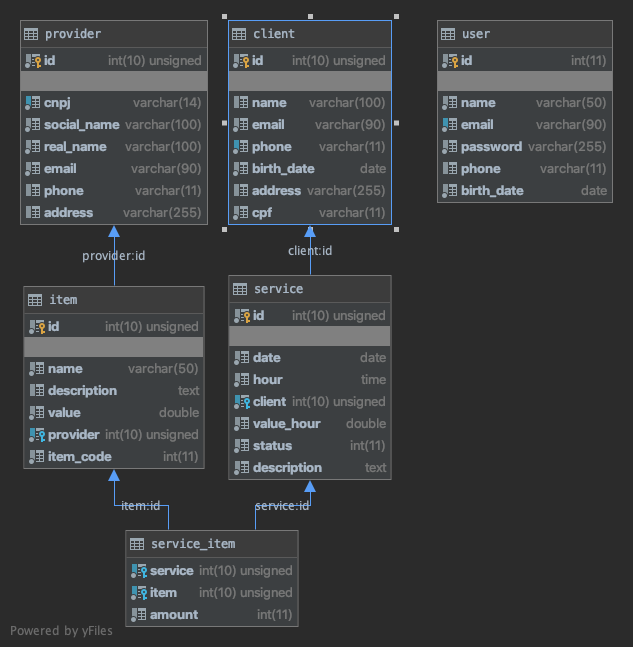 provider
id int(10) unsigned
cnpj varchar(14)
social_name varchar(100)
real_name varchar(100)
email varchar(90)
phone varchar(11)
address varchar(255)
client
id int(10) unsigned
name varchar(100)
email varchar(90)
phone varchar(11)
birth_date date
address varchar(255)
cpf varchar(11)
user
id int(11)
name varchar(50)
email varchar(90)
password varchar(255)
phone varchar(11)
birth_date date
provider:id
client:id
item
id int(10) unsigned
name varchar(50)
description text
value double
provider int(10) unsigned
item_code int(11)
service
id int(10) unsigned
date date
hour time
client int(10) unsigned
value_hour double
status int(11)
description text
item:id
service:id
service_item
service int(10) unsigned
item int(10) unsigned
amount int(11)
Powered by yFiles